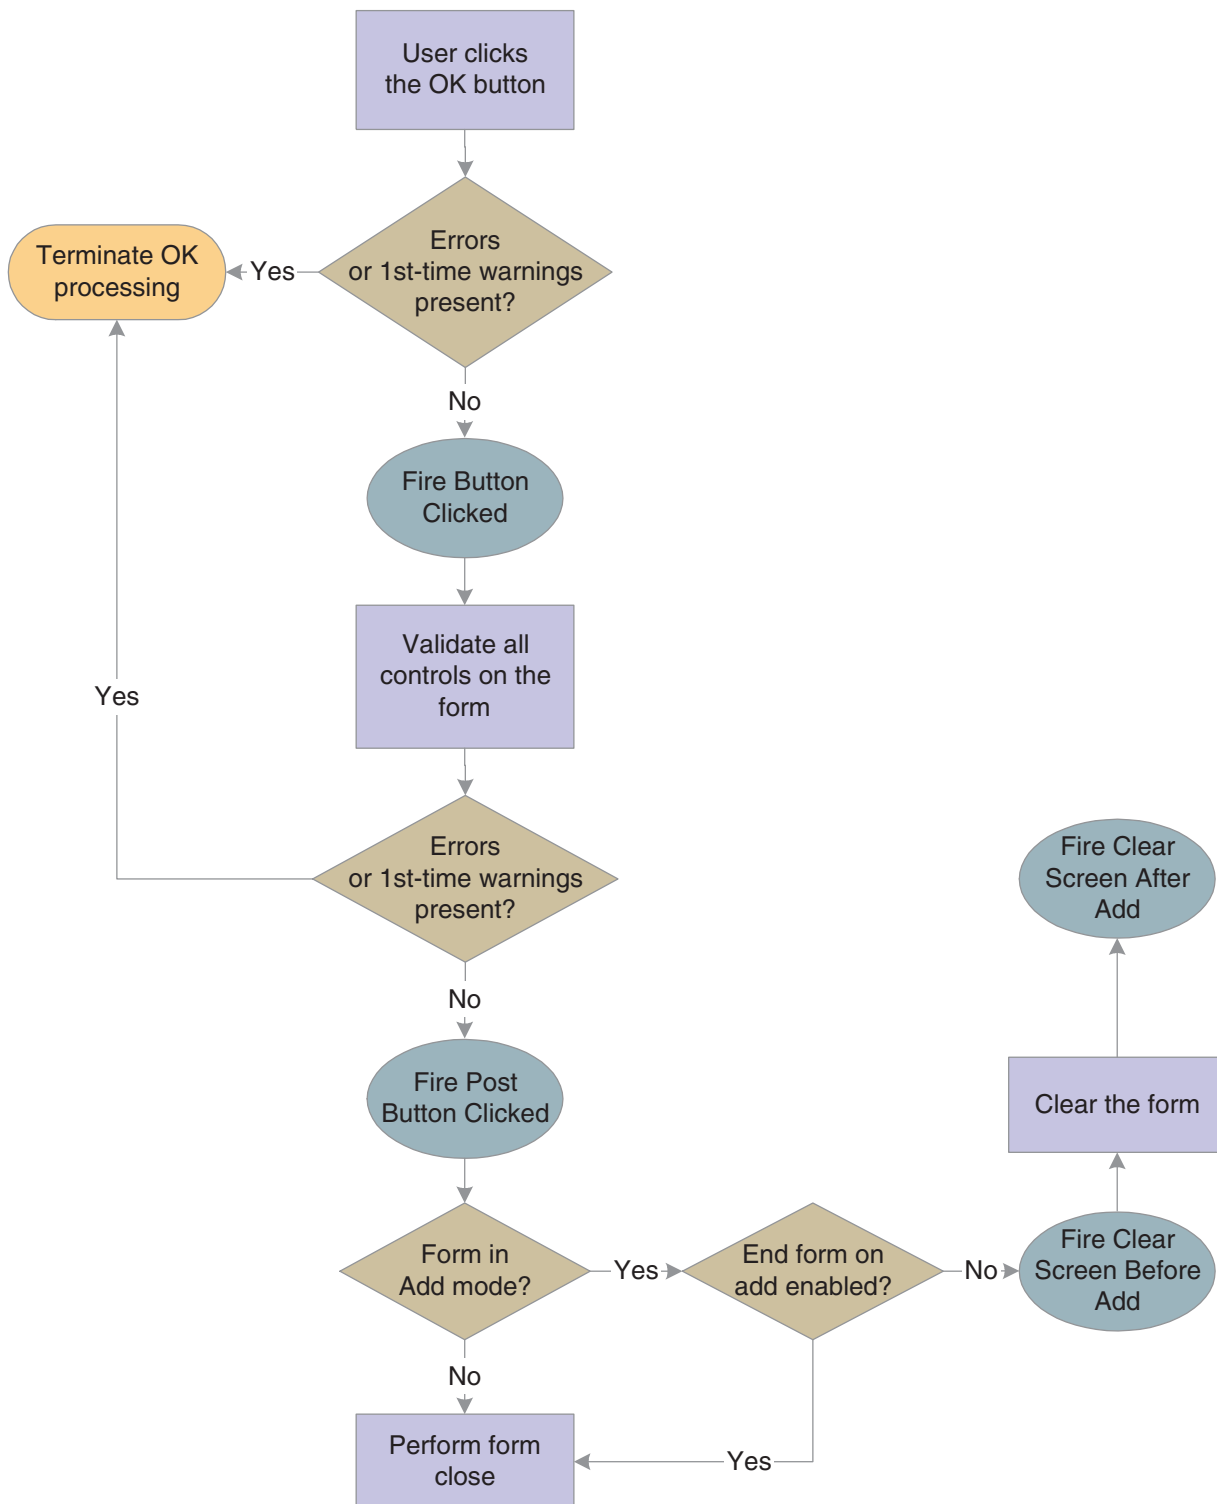 User clicks
the OK button
Errors
or 1st-time warnings
present?
Yes
Terminate OK
processing
No
Fire Button
Clicked
Validate all
controls on the
form
Yes
Errors
or 1st-time warnings
present?
No
Fire Post
Button Clicked
Form in
Add mode?
Yes
End form on
add enabled?
No
Fire Clear
Screen Before
Add
Clear the form
Fire Clear
Screen After
Add
No
Yes
Perform form
close